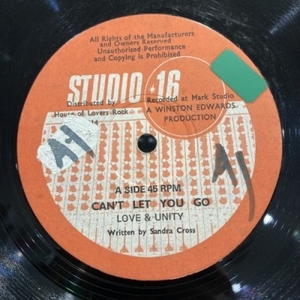 All Rights of the Manufacturers
and Owners Reserved
Unauthorised Performance
and Copying is Prohibited
STUDIO 16
Distributed by
House of Lovers Rock
Recorded at Mark Studio
A WINSTON EDWARDS
PRODUCTION
A SIDE 45 RPM
CAN'T LET YOU GO
LOVE & UNITY
Written by Sandra Cross